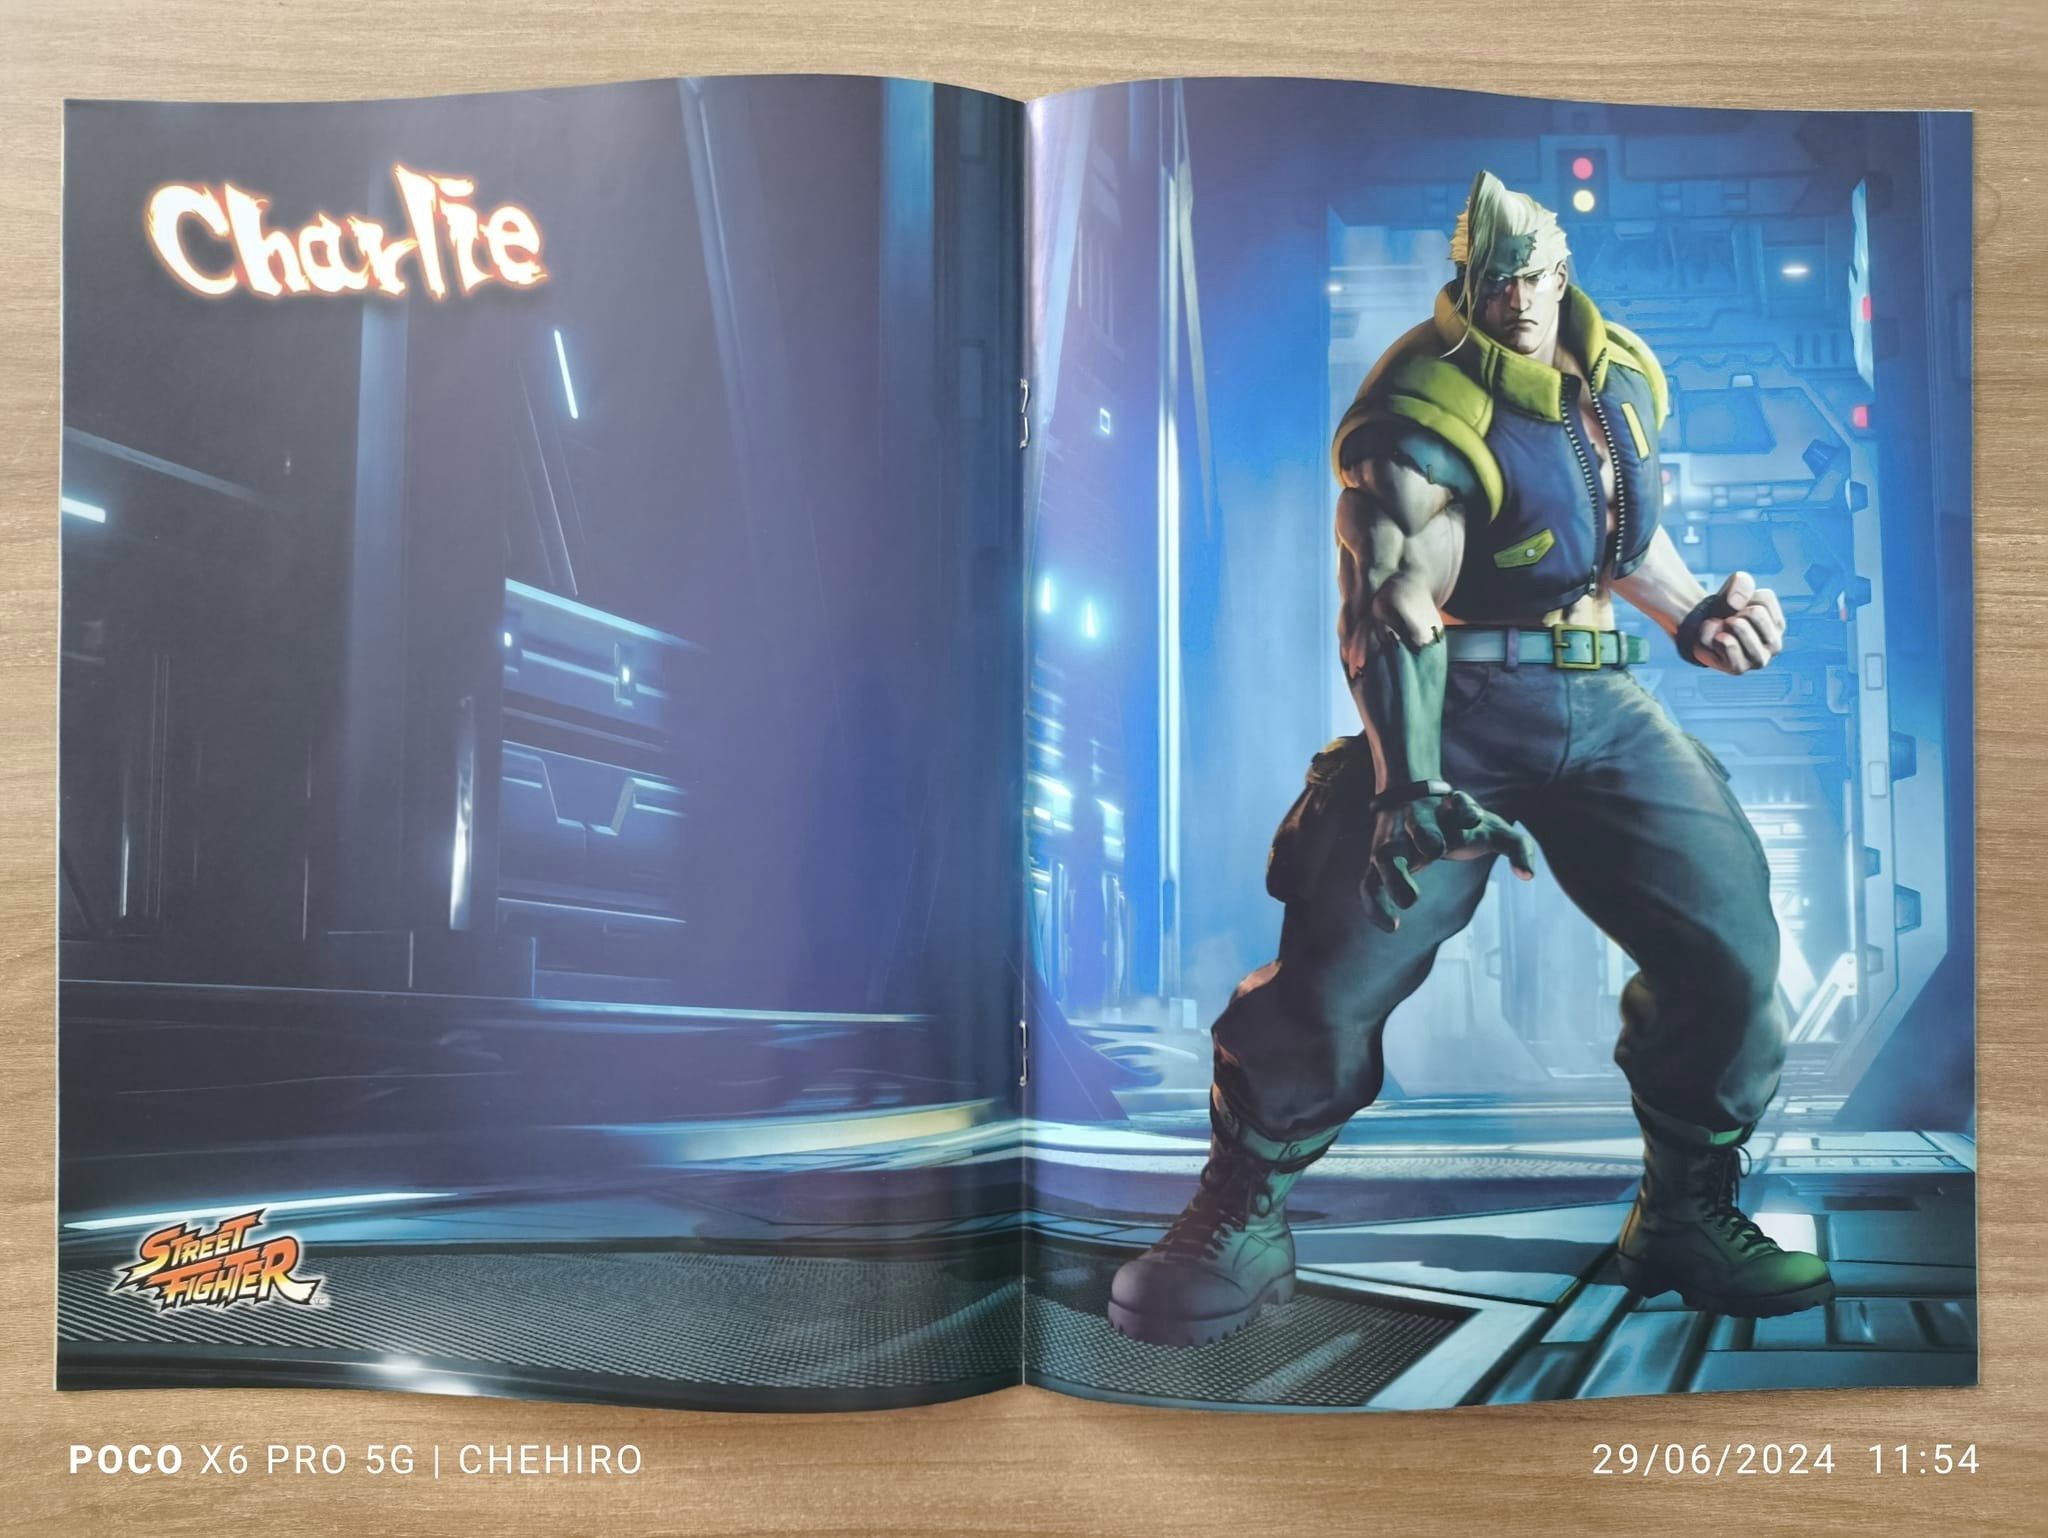 Charlie
STREET
FIGHTER
POCO X6 PRO 5G | CHEHIRO
29/06/2024 11:54